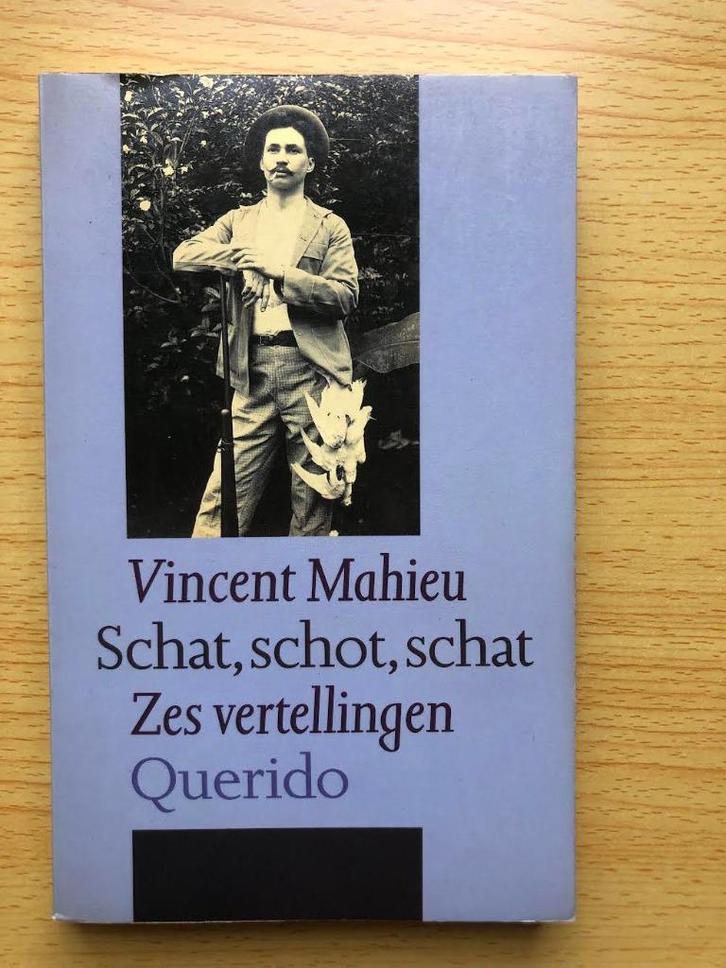 Vincent Mahieu
Schat, schot, schat
Zes vertellingen
Querido